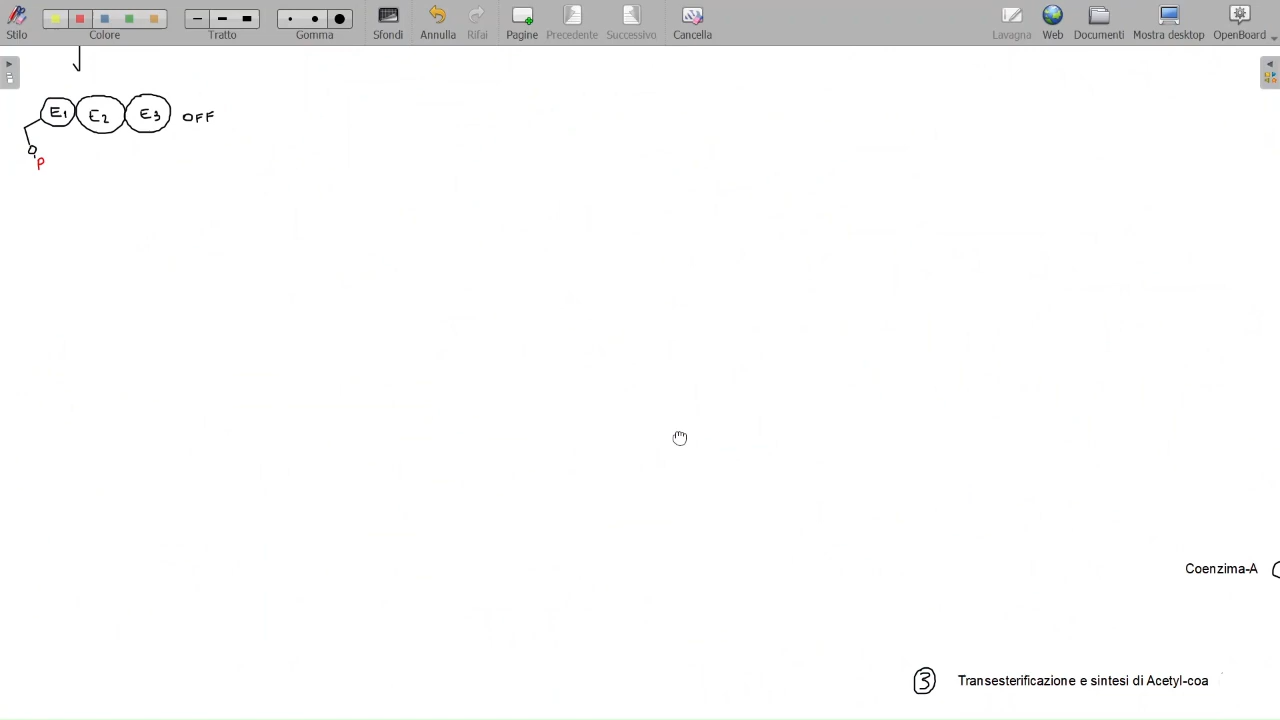 Stilo Colore Tratto Gomma Sfondi Annulla Rifai Pagine Precedente Successivo Cancella Lavagna Web Documenti Mostra desktop OpenBoard
E1 E2 E3 OFF
P
Coenzima-A
3 Transesterificazione e sintesi di Acetyl-coa